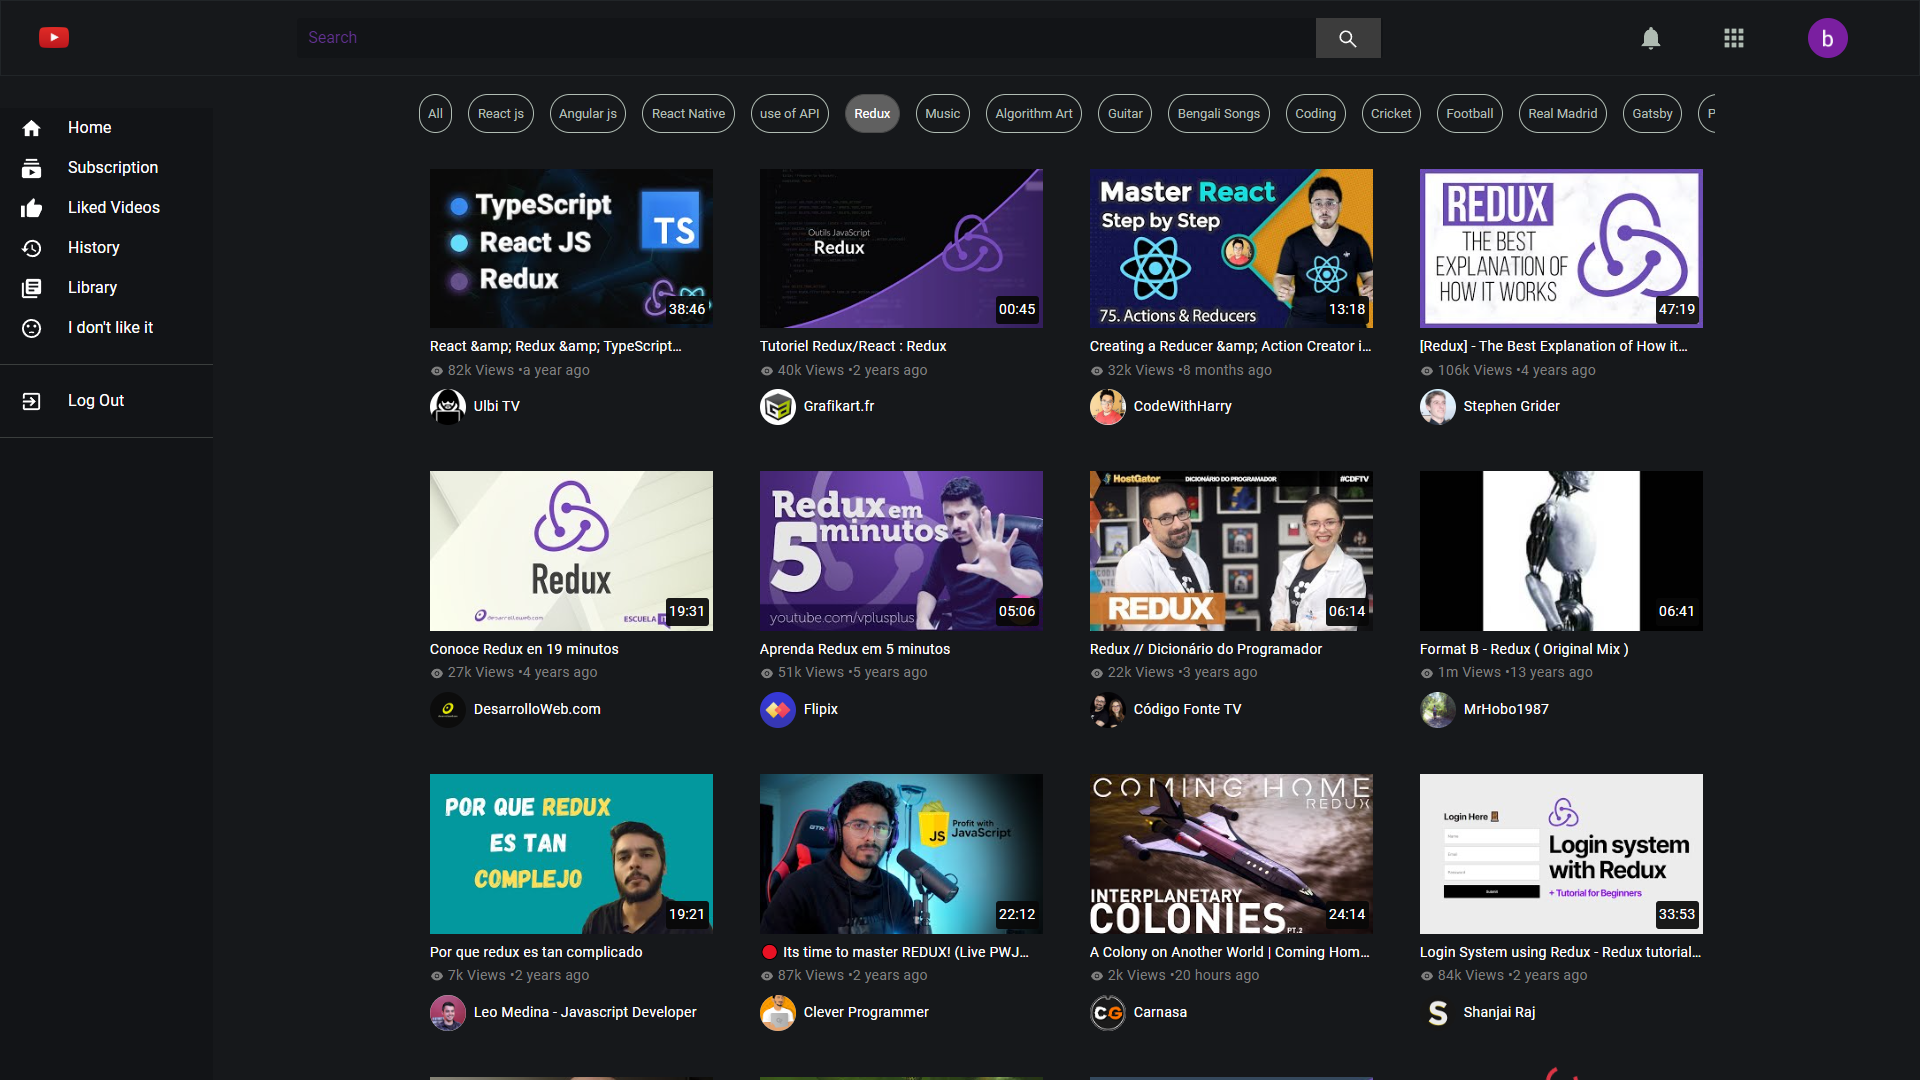 Search
b
Home
Subscription
Liked Videos
History
Library
I don't like it
Log Out
All
React js
Angular js
React Native
use of API
Redux
Music
Algorithm Art
Guitar
Bengali Songs
Coding
Cricket
Football
Real Madrid
Gatsby
P
TypeScript
React JS
Redux
TS
38:46
React &amp; Redux &amp; TypeScript...
82k Views •a year ago
Ulbi TV
Outils JavaScript
Redux
00:45
Tutoriel Redux/React : Redux
40k Views •2 years ago
Grafikart.fr
Master React
Step by Step
75. Actions & Reducers
13:18
Creating a Reducer &amp; Action Creator i...
32k Views •8 months ago
CodeWithHarry
REDUX
THE BEST
EXPLANATION OF
HOW IT WORKS
47:19
[Redux] - The Best Explanation of How it...
106k Views •4 years ago
Stephen Grider
Redux
desarrolloweb.com
ESCUELA
19:31
Conoce Redux en 19 minutos
27k Views •4 years ago
DesarrolloWeb.com
Redux em
5 minutos
youtube.com/vplusplus
05:06
Aprenda Redux em 5 minutos
51k Views •5 years ago
Flipix
HostGator
DICIONÁRIO DO PROGRAMADOR
#CDFTV
REDUX
06:14
Redux // Dicionário do Programador
22k Views •3 years ago
Código Fonte TV
06:41
Format B - Redux ( Original Mix )
1m Views •13 years ago
MrHobo1987
POR QUE REDUX
ES TAN
COMPLEJO
19:21
Por que redux es tan complicado
7k Views •2 years ago
Leo Medina - Javascript Developer
GTR
JS
Profit with
JavaScript
22:12
🔴 Its time to master REDUX! (Live PWJ...
87k Views •2 years ago
Clever Programmer
COMING HOME
REDUX
INTERPLANETARY
COLONIES PT.2
24:14
A Colony on Another World | Coming Hom...
2k Views •20 hours ago
CG
Carnasa
Login Here
Name
Email
Password
Login system
with Redux
+ Tutorial for Beginners
33:53
Login System using Redux - Redux tutorial...
84k Views •2 years ago
S
Shanjai Raj